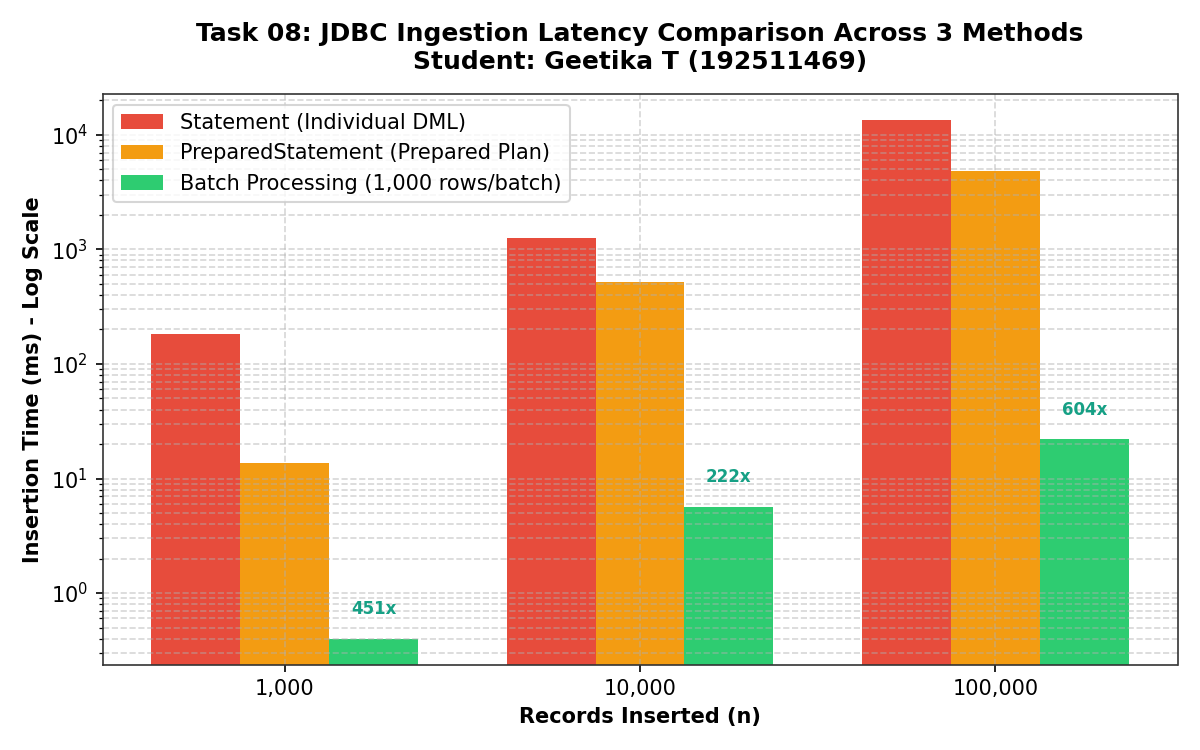 Task 08: JDBC Ingestion Latency Comparison Across 3 Methods
Student: Geetika T (192511469)
Statement (Individual DML)
PreparedStatement (Prepared Plan)
Batch Processing (1,000 rows/batch)
Insertion Time (ms) - Log Scale
10⁴
10³
10²
10¹
10⁰
451x
222x
604x
1,000
10,000
100,000
Records Inserted (n)